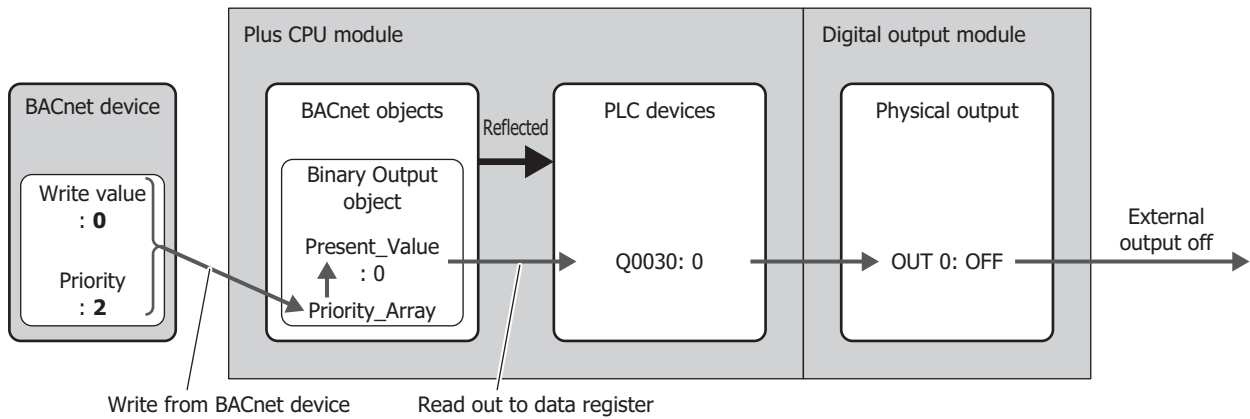 Plus CPU module
Digital output module
BACnet device
Write value
: 0
Priority
: 2
BACnet objects
Binary Output
object
Present_Value
: 0
Priority_Array
Reflected
PLC devices
Q0030: 0
Physical output
OUT 0: OFF
External
output off
Write from BACnet device
Read out to data register